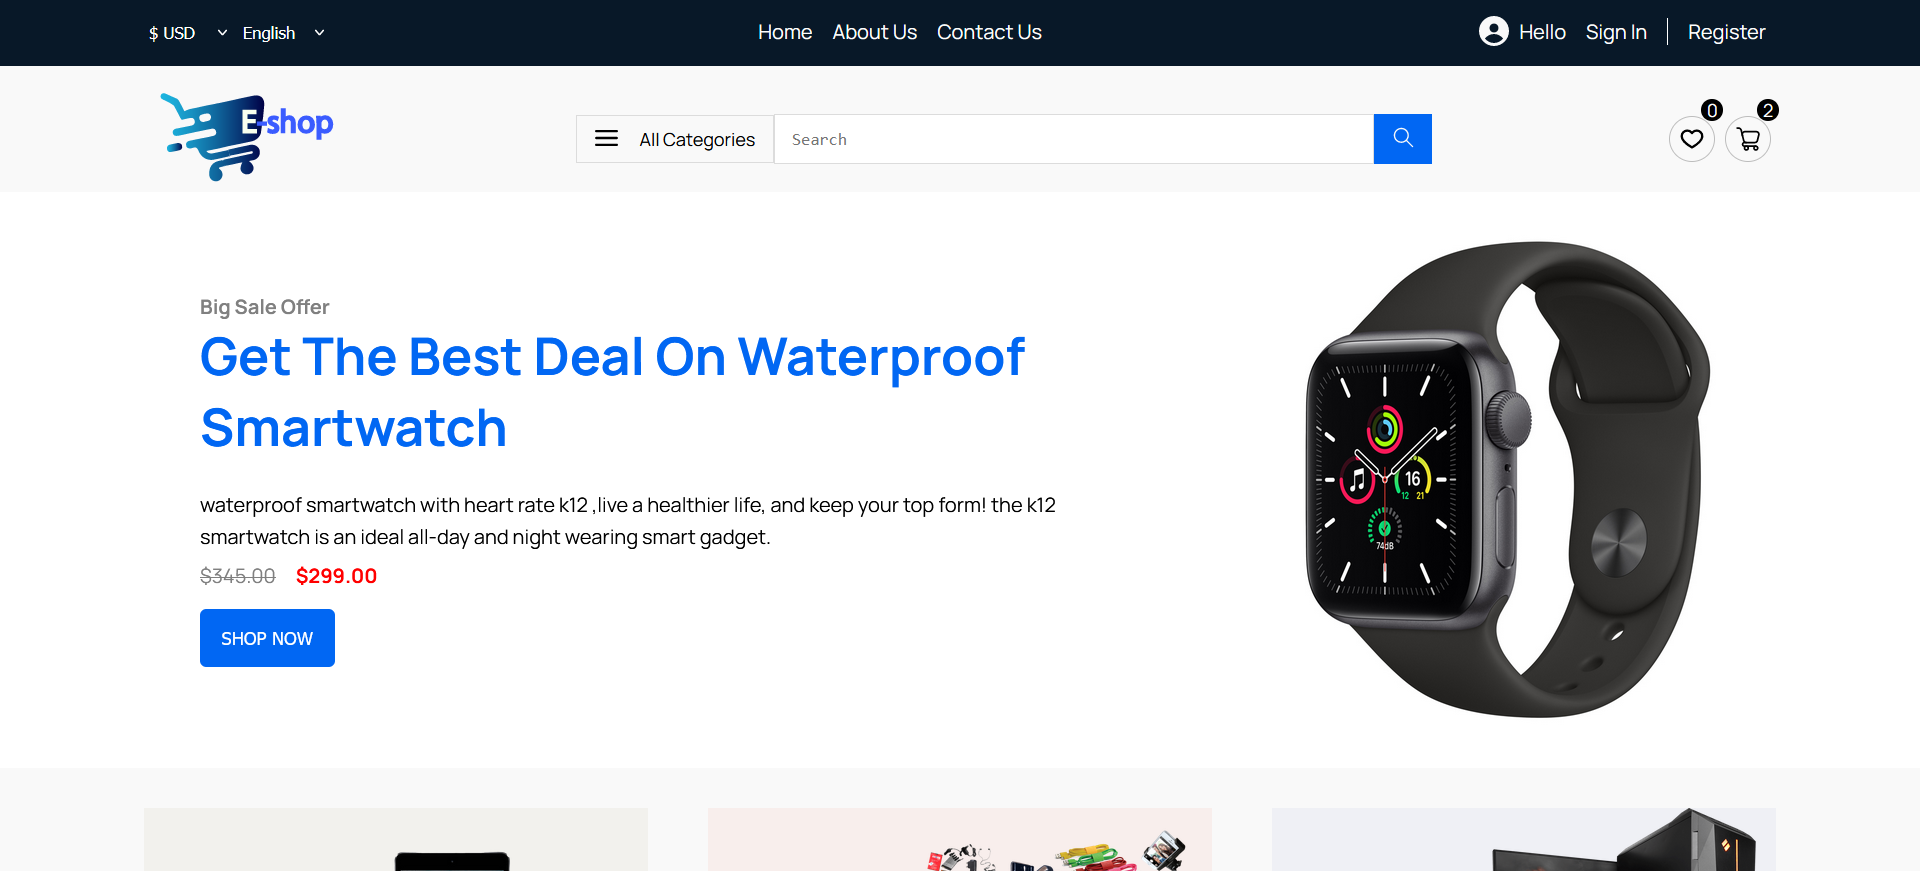 $ USD English Home About Us Contact Us Hello Sign In Register
E-shop
All Categories Search
0 2
Big Sale Offer
Get The Best Deal On Waterproof
Smartwatch
waterproof smartwatch with heart rate k12 ,live a healthier life, and keep your top form! the k12
smartwatch is an ideal all-day and night wearing smart gadget.
$345.00 $299.00
SHOP NOW
16
12 21
74dB